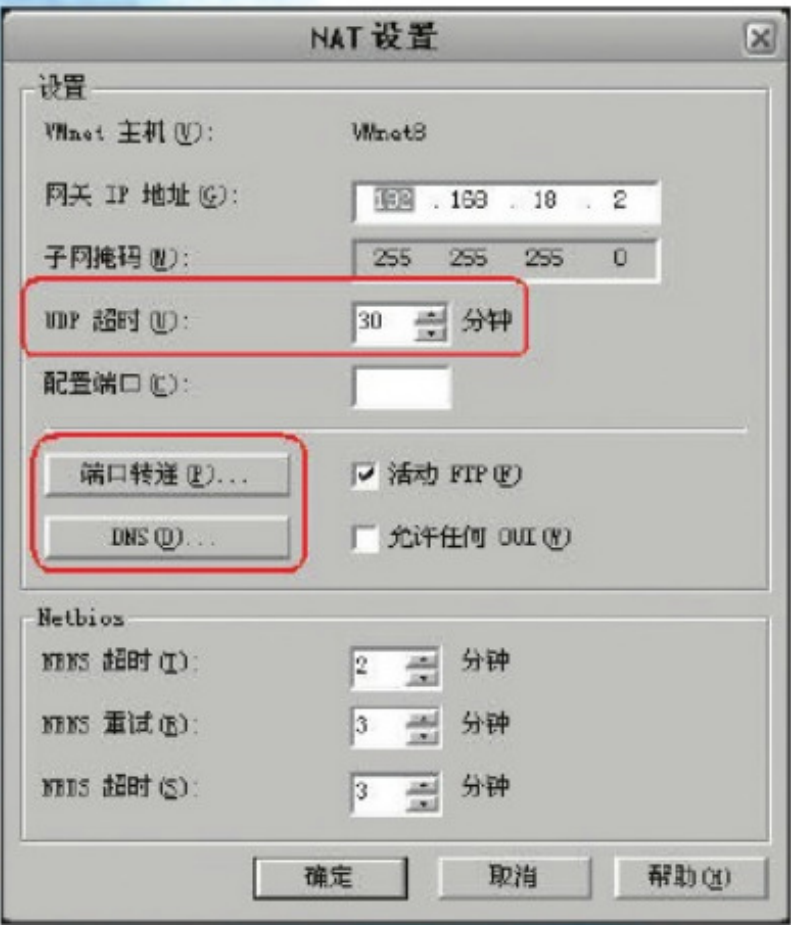 NAT 设置
设置
VMnet 主机(V): VMnet8
网关 IP 地址(G): 192 . 168 . 18 . 2
子网掩码(M): 255 255 255 0
UDP 超时(U): 30 分钟
配置端口(C):
端口转递(P)... 活动 FTP(F)
DNS(D)... 允许任何 OUI(W)
Netbios
NBNS 超时(T): 2 分钟
NBNS 重试(R): 3 分钟
NBDS 超时(S): 3 分钟
确定 取消 帮助(H)